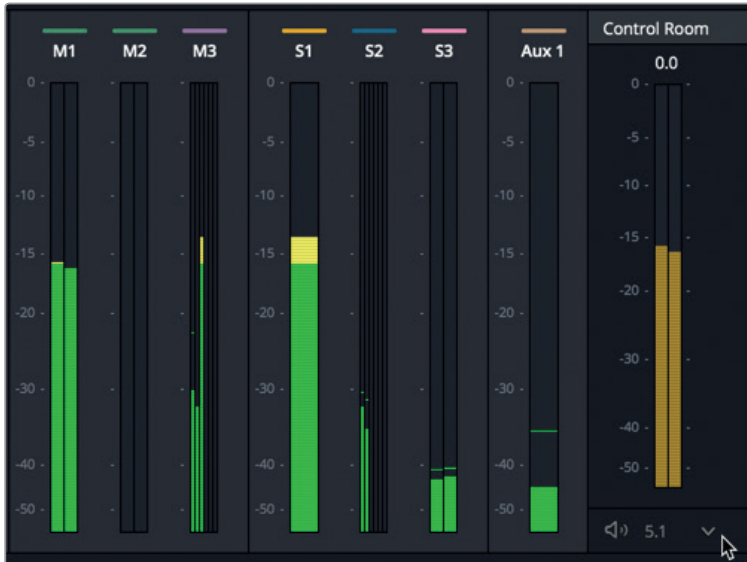 M1 M2 M3 S1 S2 S3 Aux 1 Control Room
0.0
0 - 0 - 0 - 0 -
-5 - -5 - -5 - -5 -
-10 - -10 - -10 - -10 -
-15 - -15 - -15 - -15 -
-20 - -20 - -20 - -20 -
-30 - -30 - -30 - -30 -
-40 - -40 - -40 - -40 -
-50 - -50 - -50 - -50 -
5.1